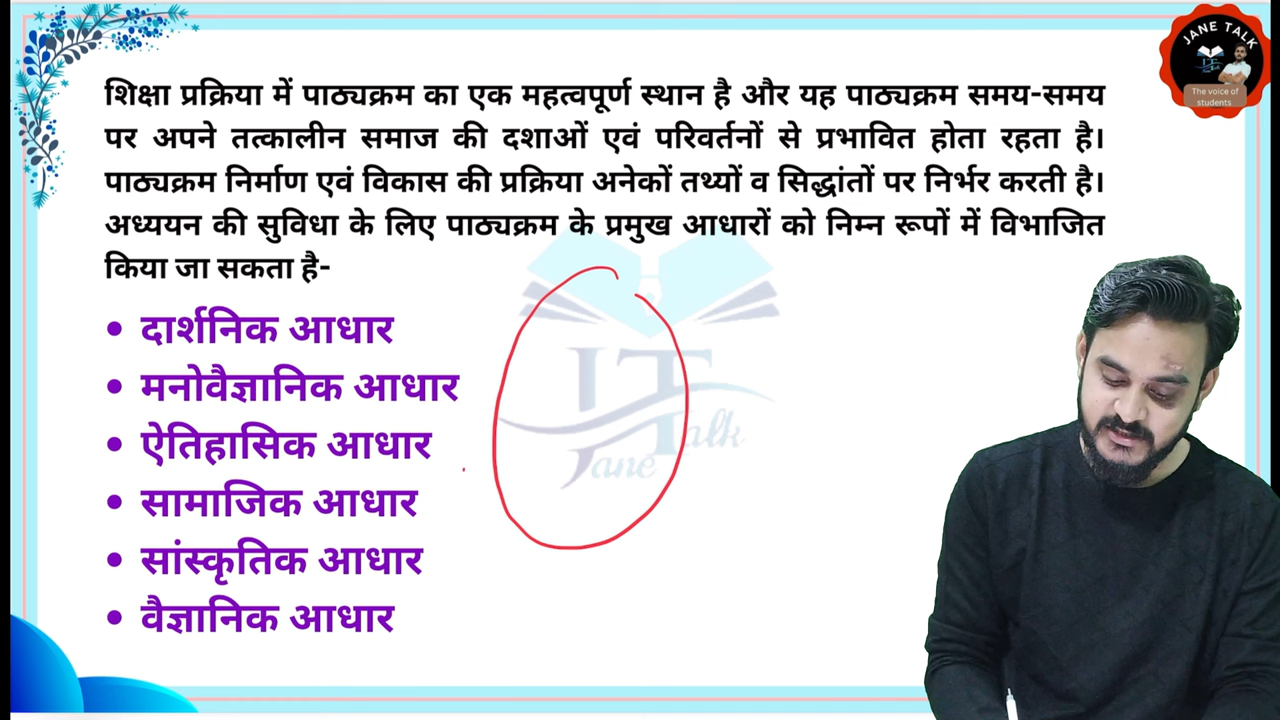 शिक्षा प्रक्रिया में पाठ्यक्रम का एक महत्वपूर्ण स्थान है और यह पाठ्यक्रम समय-समय
पर अपने तत्कालीन समाज की दशाओं एवं परिवर्तनों से प्रभावित होता रहता है।
पाठ्यक्रम निर्माण एवं विकास की प्रक्रिया अनेकों तथ्यों व सिद्धांतों पर निर्भर करती है।
अध्ययन की सुविधा के लिए पाठ्यक्रम के प्रमुख आधारों को निम्न रूपों में विभाजित
किया जा सकता है-
• दार्शनिक आधार
• मनोवैज्ञानिक आधार
• ऐतिहासिक आधार
• सामाजिक आधार
• सांस्कृतिक आधार
• वैज्ञानिक आधार
JANE TALK
The voice of
students
JT
Jane Talk